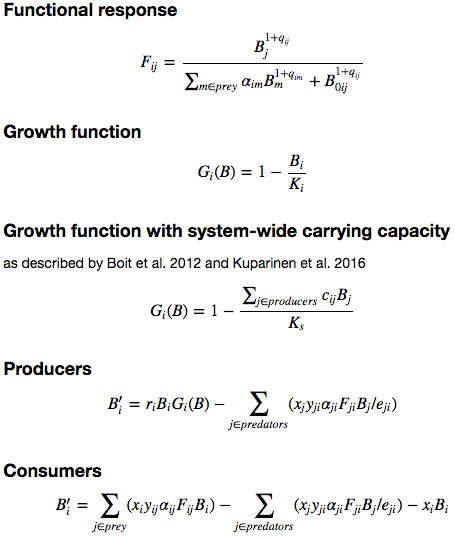 Functional response
F_{ij} = \frac{B_j^{1+q_{ij}}}{\sum_{m \in prey} \alpha_{im} B_m^{1+q_{im}} + B_{0ij}^{1+q_{ij}}}
Growth function
G_i(B) = 1 - \frac{B_i}{K_i}
Growth function with system-wide carrying capacity
as described by Boit et al. 2012 and Kuparinen et al. 2016
G_i(B) = 1 - \frac{\sum_{j \in producers} c_{ij} B_j}{K_s}
Producers
B_i' = r_i B_i G_i(B) - \sum_{j \in predators} (x_j y_{ji} \alpha_{ji} F_{ji} B_j / e_{ji})
Consumers
B_i' = \sum_{j \in prey} (x_i y_{ij} \alpha_{ij} F_{ij} B_i) - \sum_{j \in predators} (x_j y_{ji} \alpha_{ji} F_{ji} B_j / e_{ji}) - x_i B_i